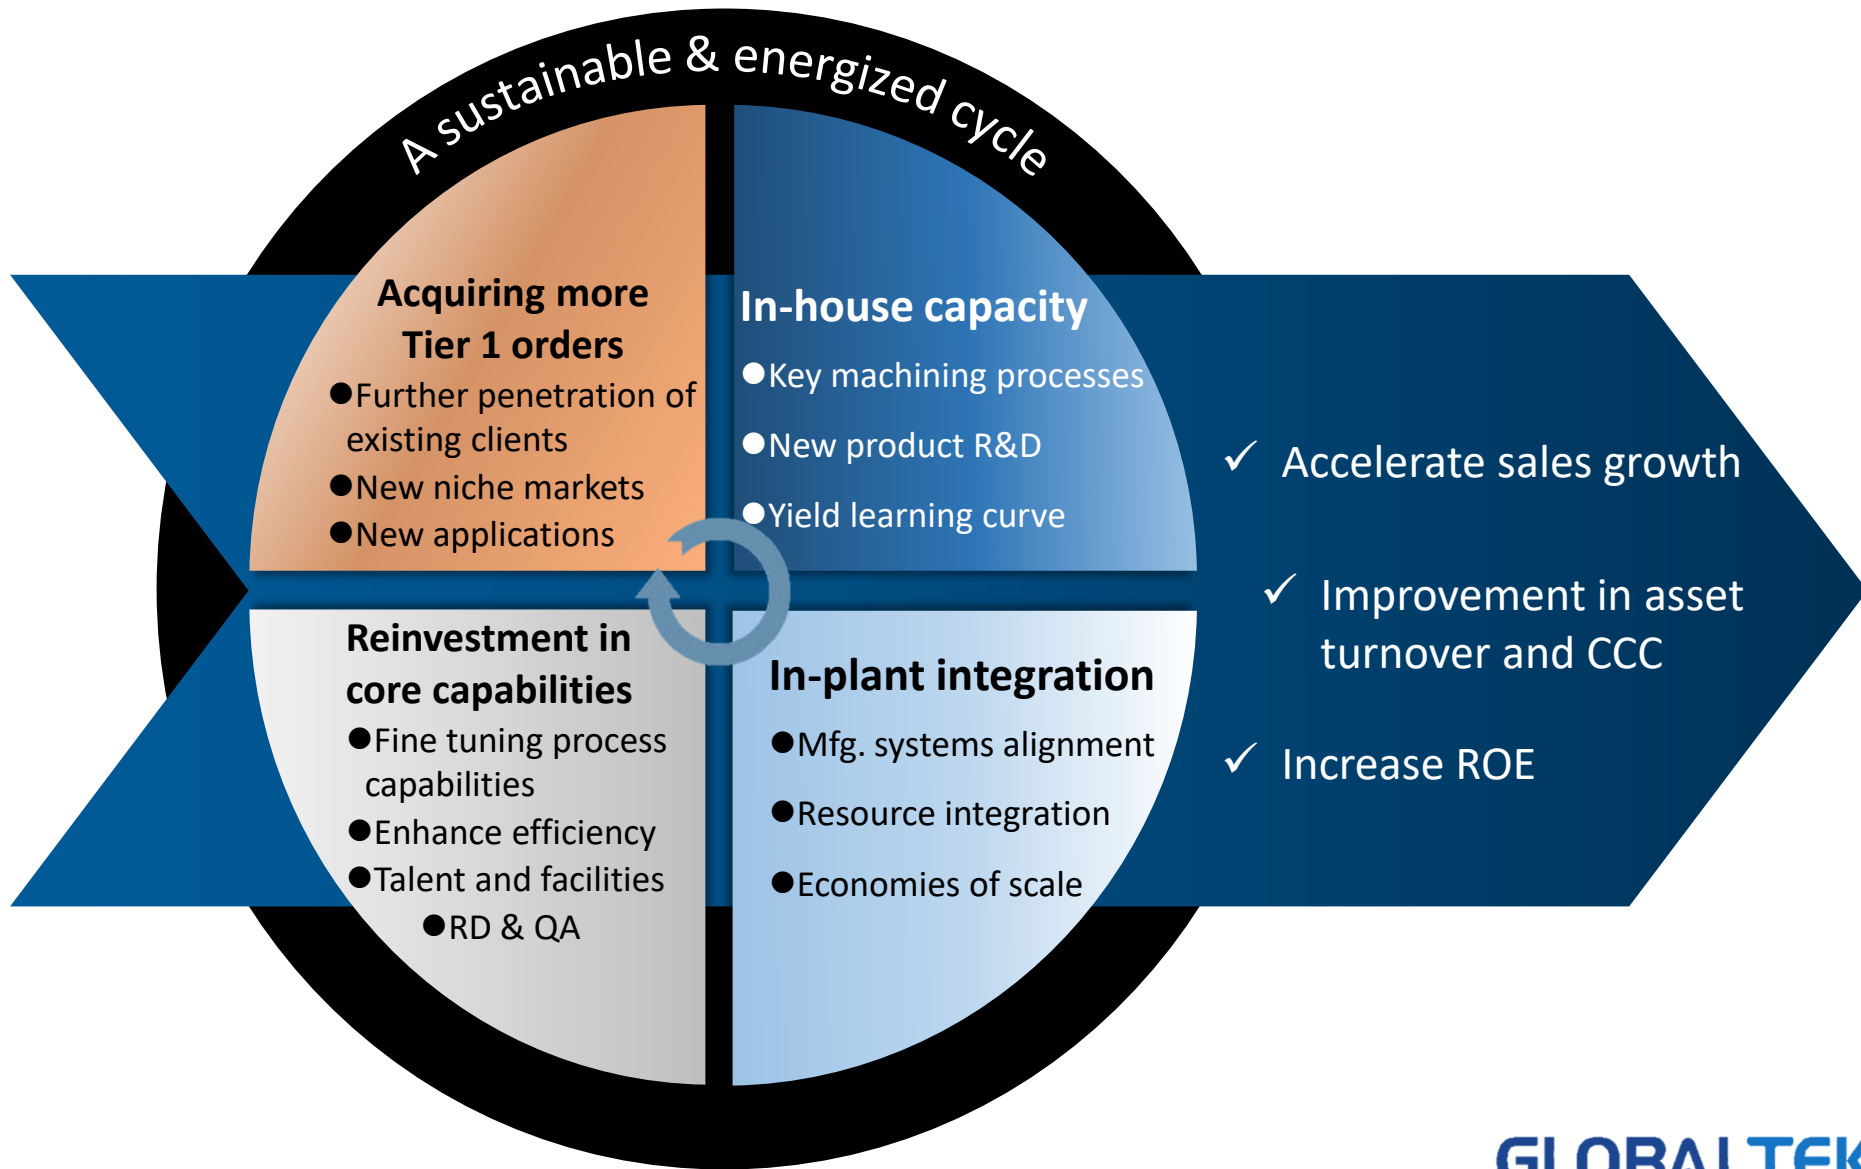 A sustainable & energized cycle
Acquiring more
Tier 1 orders
●Further penetration of
existing clients
●New niche markets
●New applications
In-house capacity
●Key machining processes
●New product R&D
●Yield learning curve
Reinvestment in
core capabilities
●Fine tuning process
capabilities
●Enhance efficiency
●Talent and facilities
●RD & QA
In-plant integration
●Mfg. systems alignment
●Resource integration
●Economies of scale
✓ Accelerate sales growth
✓ Improvement in asset
turnover and CCC
✓ Increase ROE
GLOBALTEK